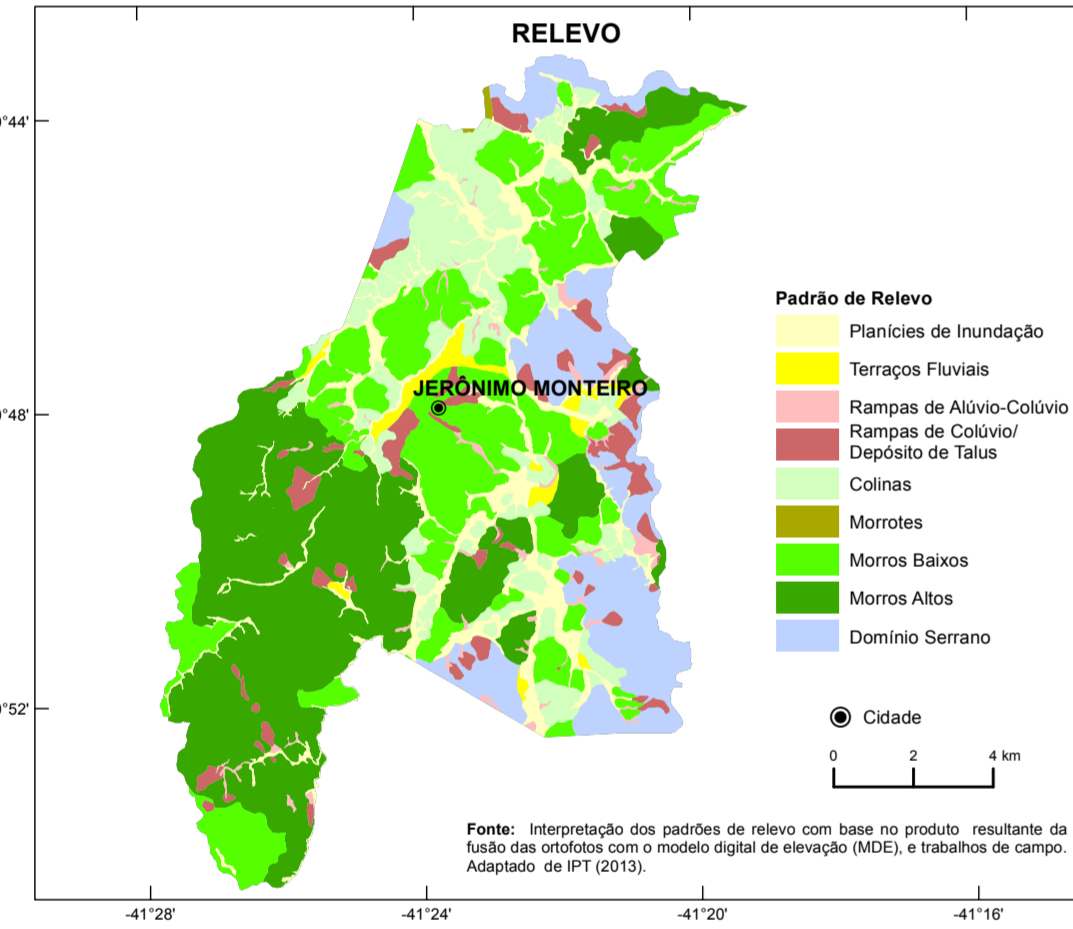 RELEVO
°44'
°48'
°52'
JERÔNIMO MONTEIRO
Padrão de Relevo
Planícies de Inundação
Terraços Fluviais
Rampas de Alúvio-Colúvio
Rampas de Colúvio/
Depósito de Talus
Colinas
Morrotes
Morros Baixos
Morros Altos
Domínio Serrano
Cidade
0 2 4 km
Fonte: Interpretação dos padrões de relevo com base no produto resultante da
fusão das ortofotos com o modelo digital de elevação (MDE), e trabalhos de campo.
Adaptado de IPT (2013).
-41°28' -41°24' -41°20' -41°16'